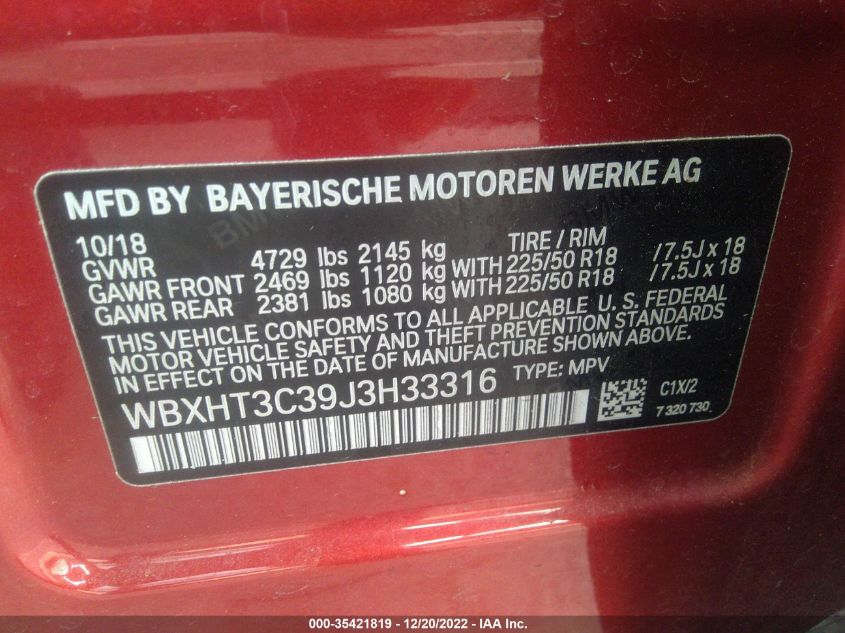 MFD BY BAYERISCHE MOTOREN WERKE AG
10/18 TIRE / RIM
GVWR 4729 lbs 2145 kg
GAWR FRONT 2469 lbs 1120 kg WITH 225/50 R18 /7.5J x 18
GAWR REAR 2381 lbs 1080 kg WITH 225/50 R18 /7.5J x 18
THIS VEHICLE CONFORMS TO ALL APPLICABLE U. S. FEDERAL
MOTOR VEHICLE SAFETY AND THEFT PREVENTION STANDARDS
IN EFFECT ON THE DATE OF MANUFACTURE SHOWN ABOVE.
WBXHT3C39J3H33316 TYPE: MPV
C1X/2
7 320 730
000-35421819 - 12/20/2022 - IAA Inc.